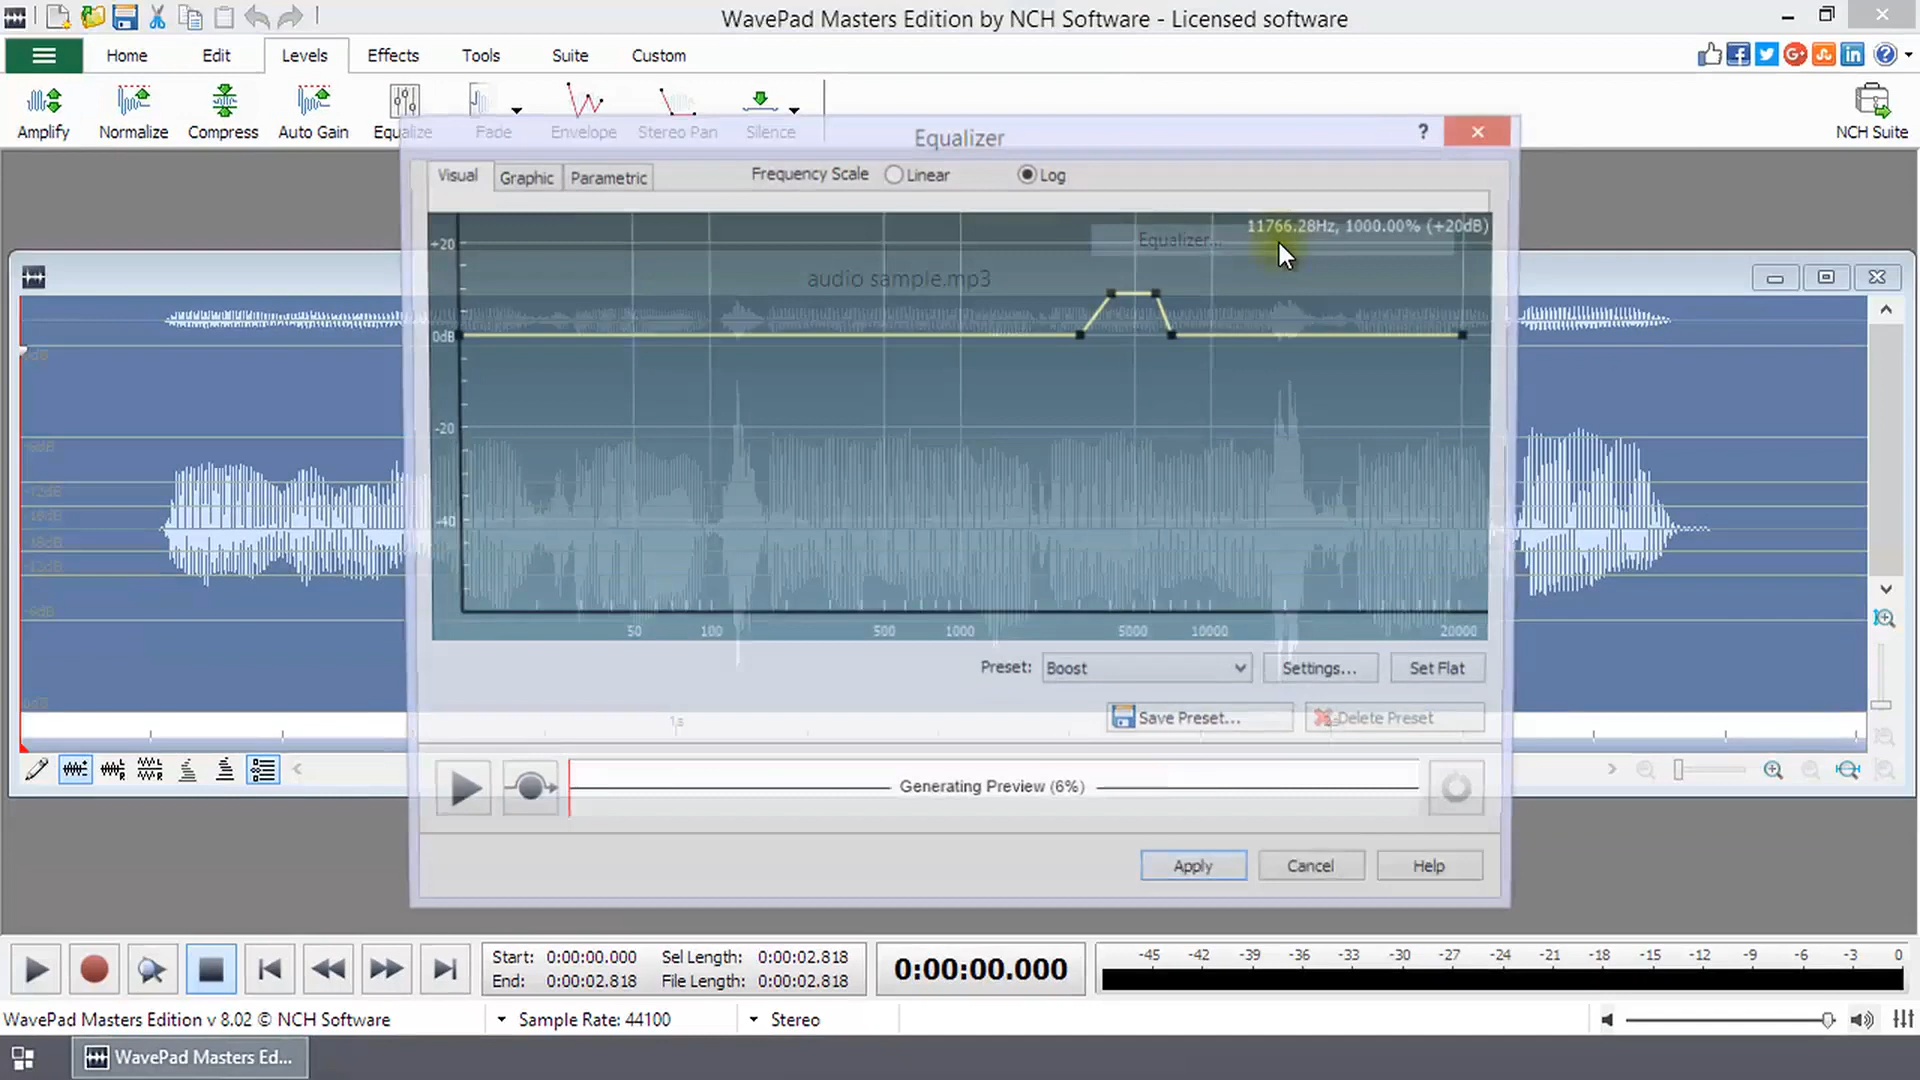 WavePad Masters Edition by NCH Software - Licensed software
Home Edit Levels Effects Tools Suite Custom
Amplify Normalize Compress Auto Gain Equalize Fade Envelope Stereo Pan Silence NCH Suite
Equalizer
?
Visual Graphic Parametric Frequency Scale Linear Log
11766.28Hz, 1000.00% (+20dB)
Equalizer...
audio sample.mp3
+20
0dB
-20
-40
50 100 500 1000 5000 10000 20000
Preset: Boost Settings... Set Flat
Save Preset... Delete Preset
1s
Generating Preview (6%)
Apply Cancel Help
Start: 0:00:00.000 Sel Length: 0:00:02.818
End: 0:00:02.818 File Length: 0:00:02.818
0:00:00.000
-45 -42 -39 -36 -33 -30 -27 -24 -21 -18 -15 -12 -9 -6 -3 0
WavePad Masters Edition v 8.02 © NCH Software Sample Rate: 44100 Stereo
WavePad Masters Ed...